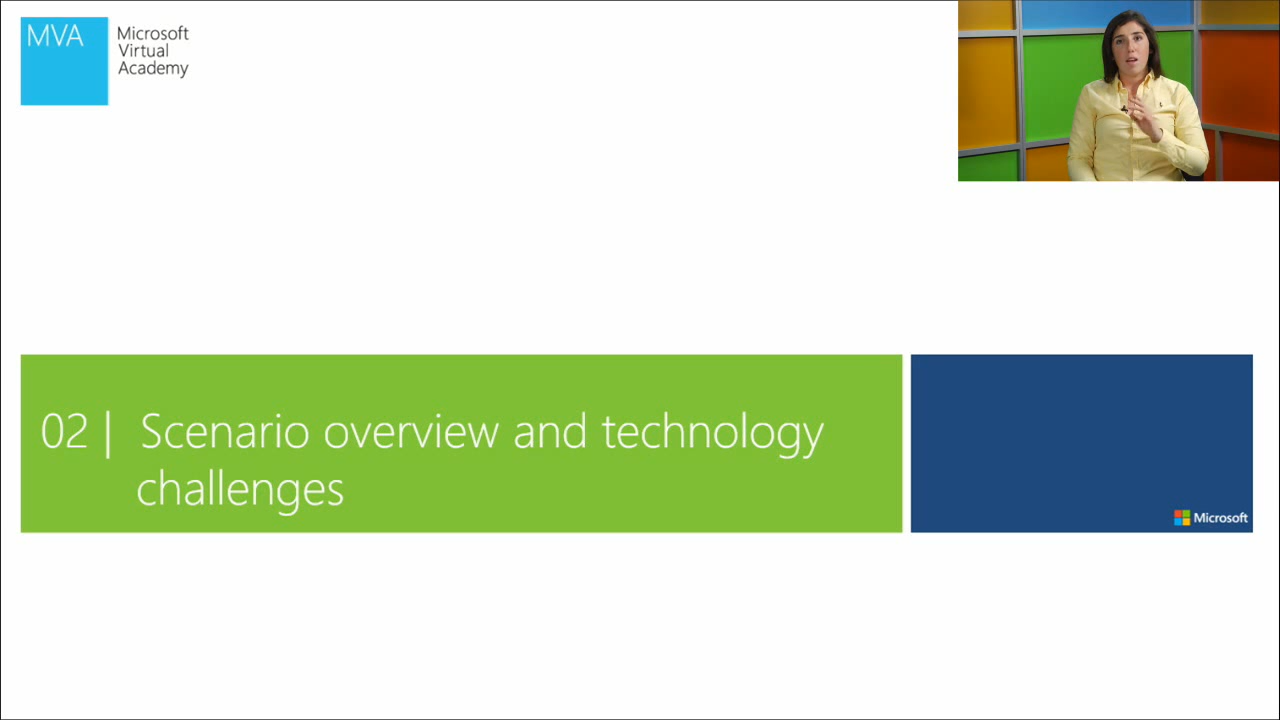 MVA
Microsoft
Virtual
Academy
02 | Scenario overview and technology
challenges
Microsoft